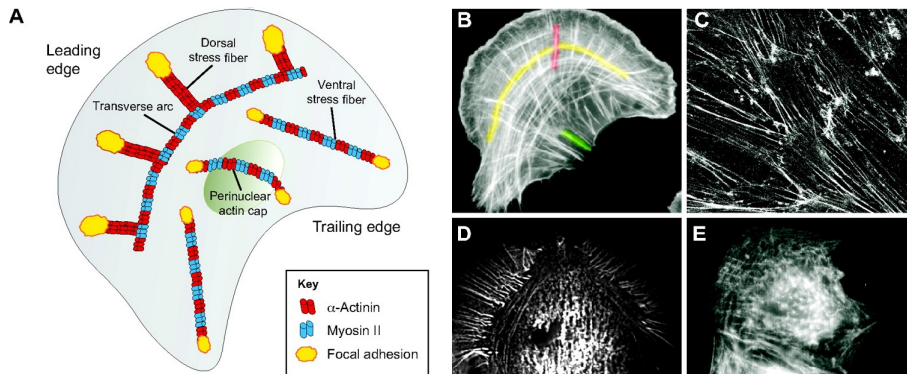 A
Leading
edge
Dorsal
stress fiber
Ventral
stress fiber
Transverse arc
Perinuclear
actin cap
Trailing edge
Key
α-Actinin
Myosin II
Focal adhesion
B
C
D
E